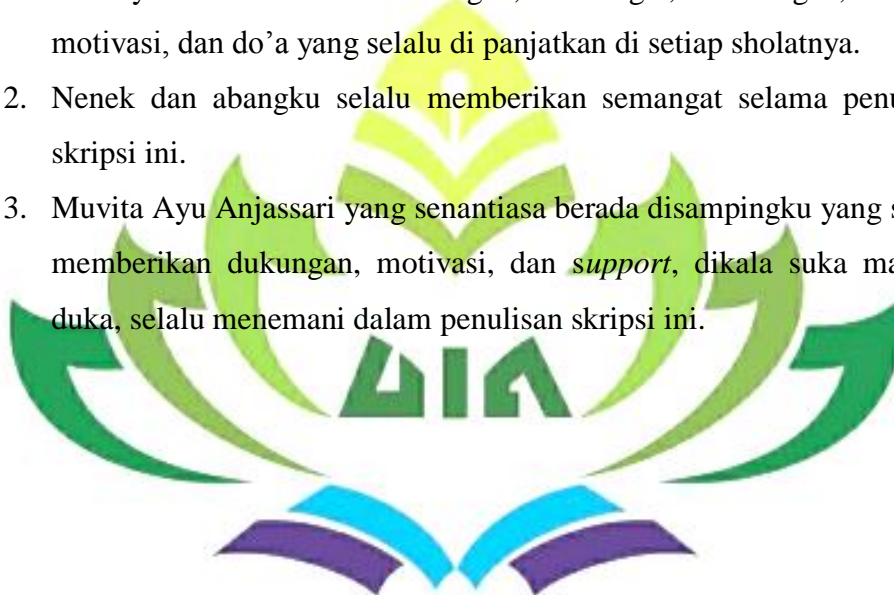 motivasi, dan do’a yang selalu di panjatkan di setiap sholatnya.
2. Nenek dan abangku selalu memberikan semangat selama
skripsi ini.
3. Muvita Ayu Anjassari yang senantiasa berada disampingku yang
memberikan dukungan, motivasi, dan support, dikala suka
duka, selalu menemani dalam penulisan skripsi ini.
UIN